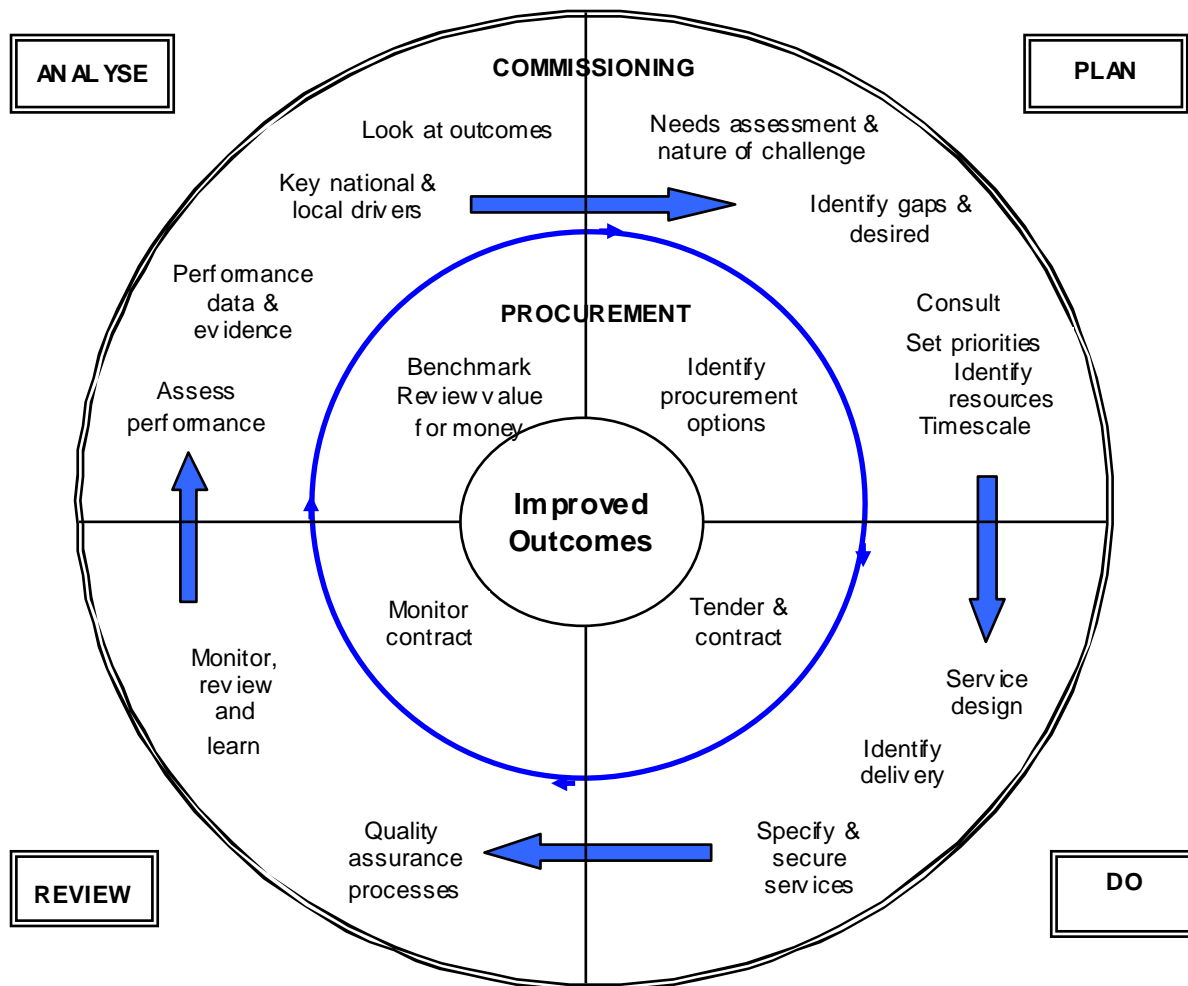 ANALYSE
PLAN
COMMISSIONING
Look at outcomes
Key national &
local drivers
Performance
data &
evidence
Assess
performance
Needs assessment &
nature of challenge
Identify gaps &
desired
Consult
Set priorities
Identify
resources
Timescale
PROCUREMENT
Benchmark
Review value
for money
Identify
procurement
options
Improved
Outcomes
Monitor
contract
Tender &
contract
Monitor,
review
and
learn
Service
design
Identify
delivery
Quality
assurance
processes
Specify &
secure
services
REVIEW
DO